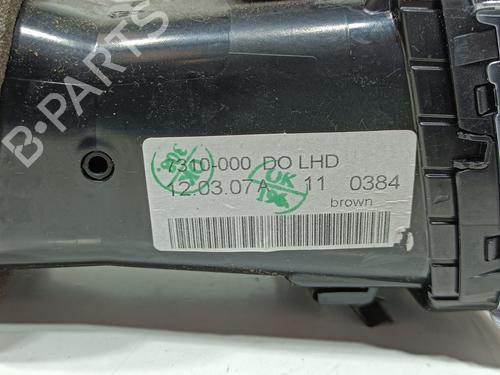 B-PARTS
7310-000 DO LHD
12.03.07A 11 0384
brown
OK